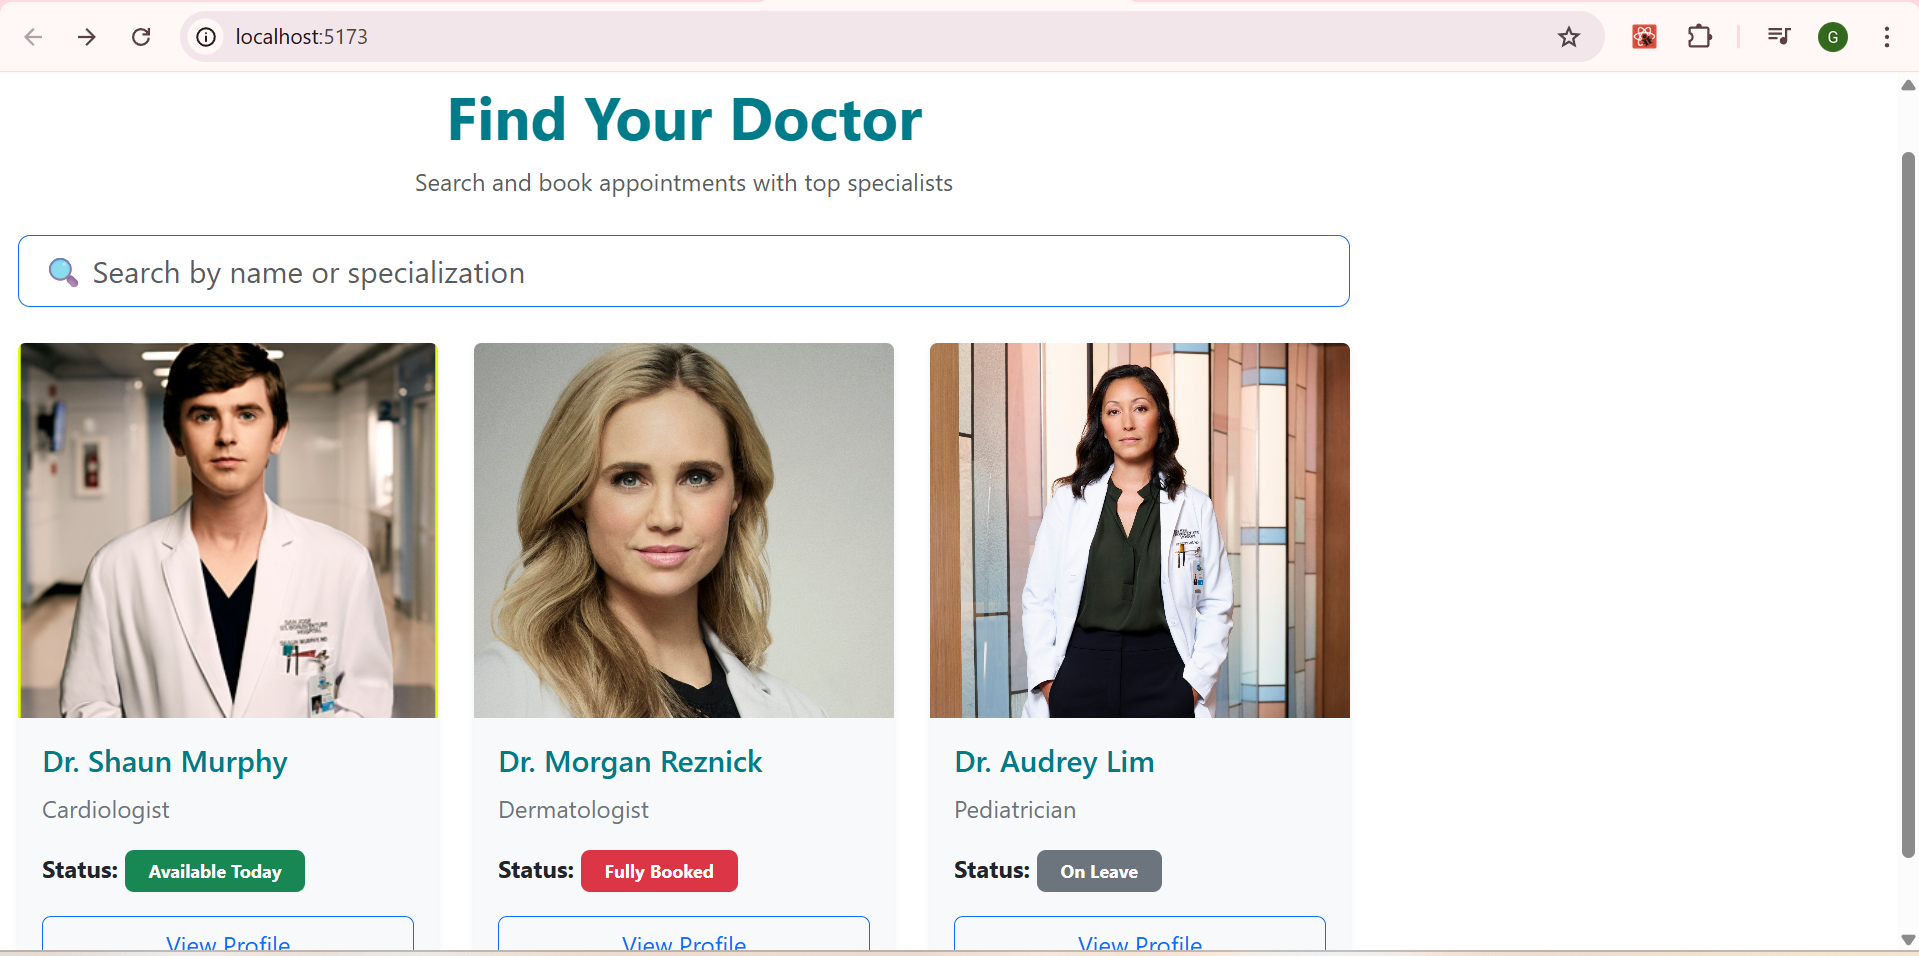 localhost:5173
G
Find Your Doctor
Search and book appointments with top specialists
🔍 Search by name or specialization
Dr. Shaun Murphy
Cardiologist
Status: Available Today
View Profile
Dr. Morgan Reznick
Dermatologist
Status: Fully Booked
View Profile
Dr. Audrey Lim
Pediatrician
Status: On Leave
View Profile